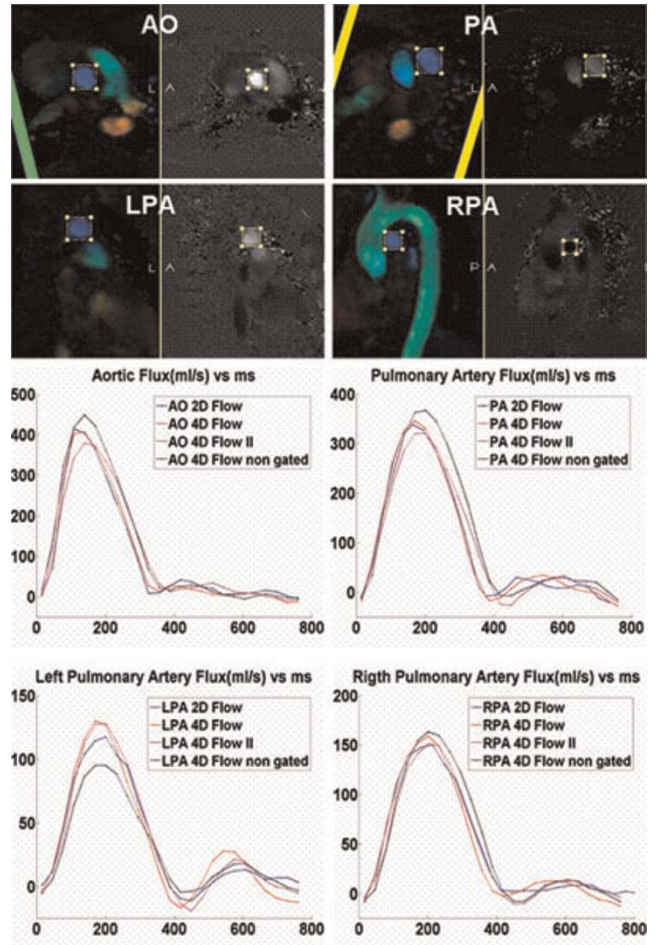 AO
PA
L
A
L
A
LPA
RPA
L
A
P
A
Aortic Flux(ml/s) vs ms
500
400
300
200
100
0
0 200 400 600 800
AO 2D Flow
AO 4D Flow
AO 4D Flow II
AO 4D Flow non gated
Pulmonary Artery Flux(ml/s) vs ms
400
300
200
100
0
0 200 400 600 800
PA 2D Flow
PA 4D Flow
PA 4D Flow II
PA 4D Flow non gated
Left Pulmonary Artery Flux(ml/s) vs ms
150
100
50
0
0 200 400 600 800
LPA 2D Flow
LPA 4D Flow
LPA 4D Flow II
LPA 4D Flow non gated
Rigth Pulmonary Artery Flux(ml/s) vs ms
200
150
100
50
0
0 200 400 600 800
RPA 2D Flow
RPA 4D Flow
RPA 4D Flow II
RPA 4D Flow non gated